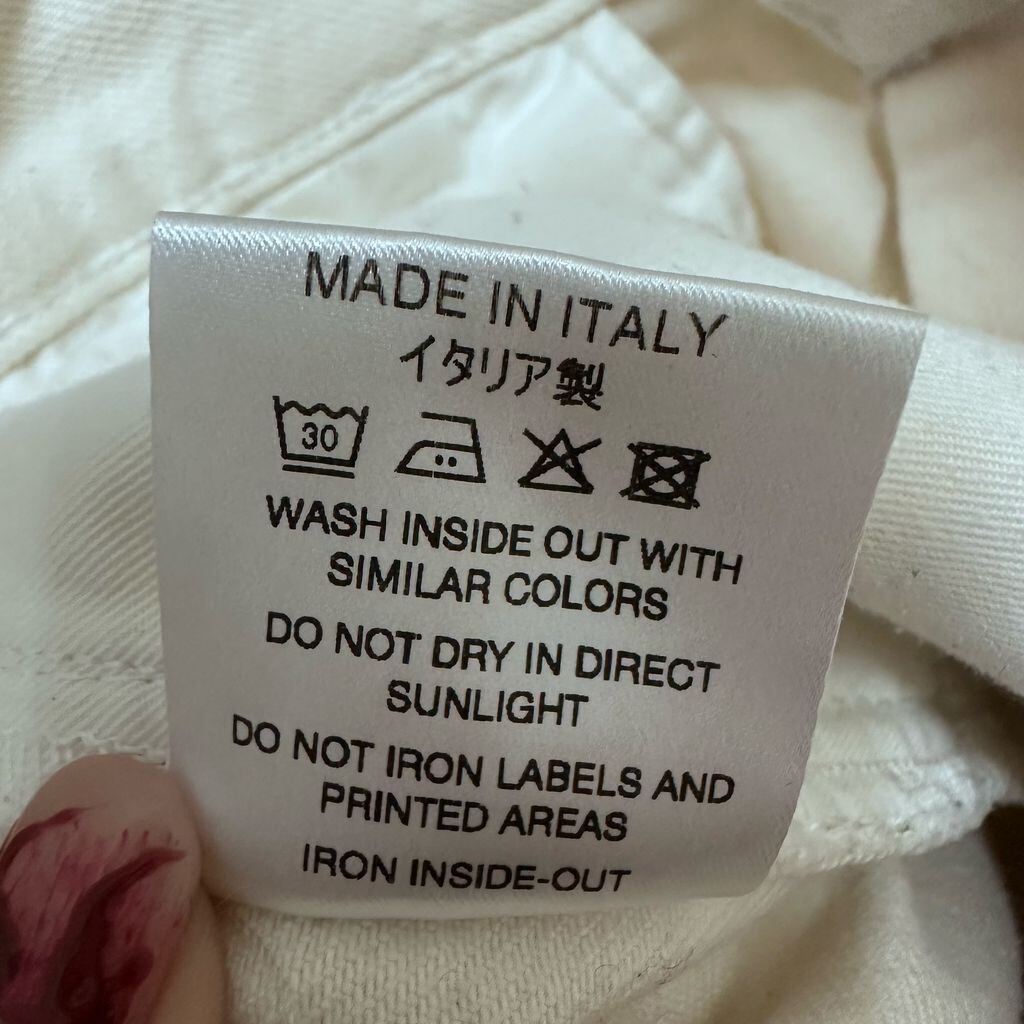 MADE IN ITALY
イタリア製
30
WASH INSIDE OUT WITH
SIMILAR COLORS
DO NOT DRY IN DIRECT
SUNLIGHT
DO NOT IRON LABELS AND
PRINTED AREAS
IRON INSIDE-OUT